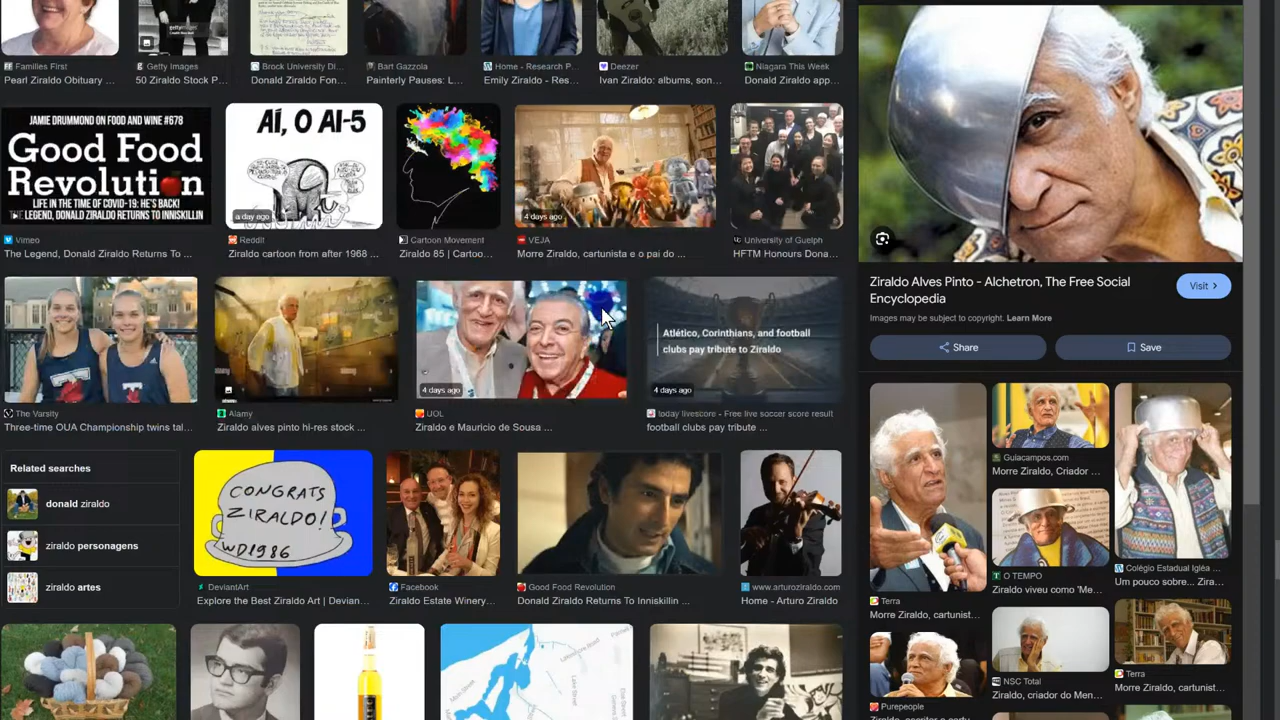 Families First
Pearl Ziraldo Obituary ...
gettyimages
Getty Images
50 Ziraldo Stock P...
Brock University Di...
Donald Ziraldo Fon...
Bart Gazzola
Painterly Pauses: L...
Home - Research P...
Emily Ziraldo - Res...
Deezer
Ivan Ziraldo: albums, son...
Niagara This Week
Donald Ziraldo app...
JAMIE DRUMMOND ON FOOD AND WINE #678
Good Food
Revolution
LIFE IN THE TIME OF COVID-19: HE'S BACK!
THE LEGEND, DONALD ZIRALDO RETURNS TO INNISKILLIN
Vimeo
The Legend, Donald Ziraldo Returns To ...
AÍ, O AI-5
a day ago
Reddit
Ziraldo cartoon from after 1968 ...
Cartoon Movement
Ziraldo 85 | Cartoo...
4 days ago
VEJA
Morre Ziraldo, cartunista e o pai do ...
University of Guelph
HFTM Honours Dona...
The Varsity
Three-time OUA Championship twins tal...
Alamy
Ziraldo alves pinto hi-res stock ...
4 days ago
UOL
Ziraldo e Mauricio de Sousa ...
Atlético, Corinthians, and football
clubs pay tribute to Ziraldo
4 days ago
today livescore - Free live soccer score result
football clubs pay tribute ...
Related searches
donald ziraldo
ziraldo personagens
ziraldo artes
CONGRATS
ZIRALDO!
WD1986
DeviantArt
Explore the Best Ziraldo Art | Devian...
Facebook
Ziraldo Estate Winery...
Good Food Revolution
Donald Ziraldo Returns To Inniskillin ...
www.arturoziraldo.com
Home - Arturo Ziraldo
Ziraldo Alves Pinto - Alchetron, The Free Social
Encyclopedia
Visit
Images may be subject to copyright. Learn More
Share
Save
Terra
Morre Ziraldo, cartunist...
Guiacampos.com
Morre Ziraldo, Criador ...
O TEMPO
Ziraldo viveu como 'Me...
Colégio Estadual Igléa ...
Um pouco sobre... Zira...
Purepeople
NSC Total
Ziraldo, criador do Men...
Terra
Morre Ziraldo, cartunist...